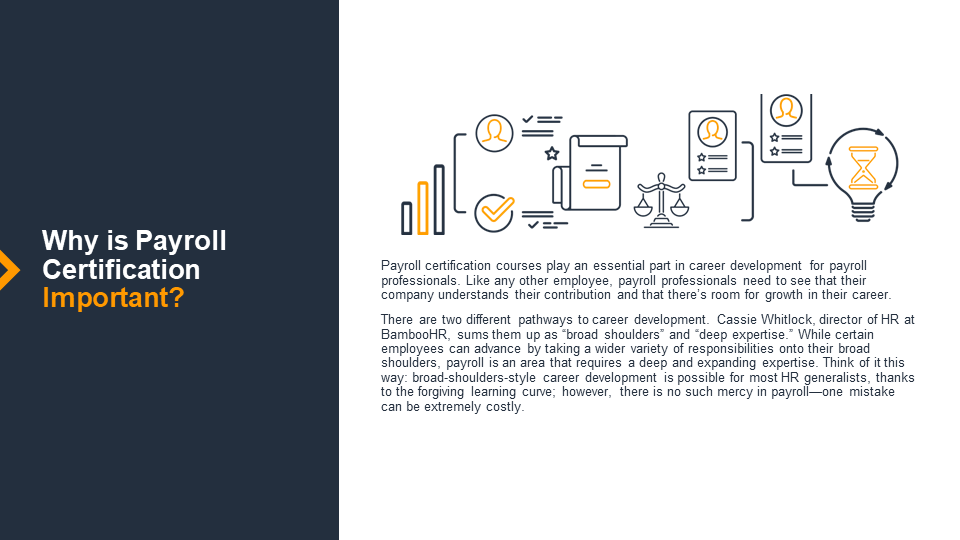 Why is Payroll
Certification
Important?
Payroll certification courses play an essential part in career development for payroll
professionals. Like any other employee, payroll professionals need to see that their
company understands their contribution and that there’s room for growth in their career.
There are two different pathways to career development. Cassie Whitlock, director of HR at
BambooHR, sums them up as “broad shoulders” and “deep expertise.” While certain
employees can advance by taking a wider variety of responsibilities onto their broad
shoulders, payroll is an area that requires a deep and expanding expertise. Think of it this
way: broad-shoulders-style career development is possible for most HR generalists, thanks
to the forgiving learning curve; however, there is no such mercy in payroll—one mistake
can be extremely costly.